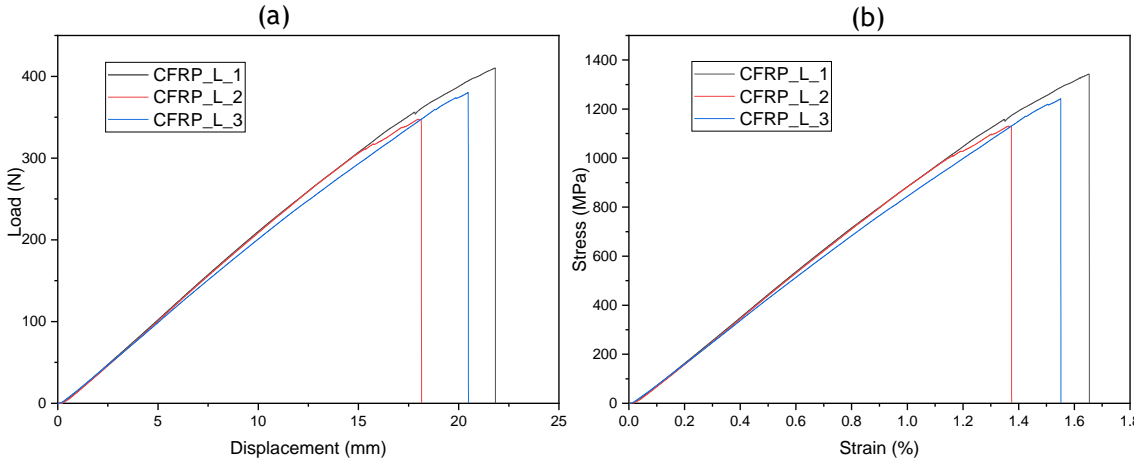 (a)
CFRP_L_1
CFRP_L_2
CFRP_L_3
400
300
200
100
0
Load (N)
0 5 10 15 20 25
Displacement (mm)
(b)
CFRP_L_1
CFRP_L_2
CFRP_L_3
1400
1200
1000
800
600
400
200
0
Stress (MPa)
0.0 0.2 0.4 0.6 0.8 1.0 1.2 1.4 1.6 1.8
Strain (%)